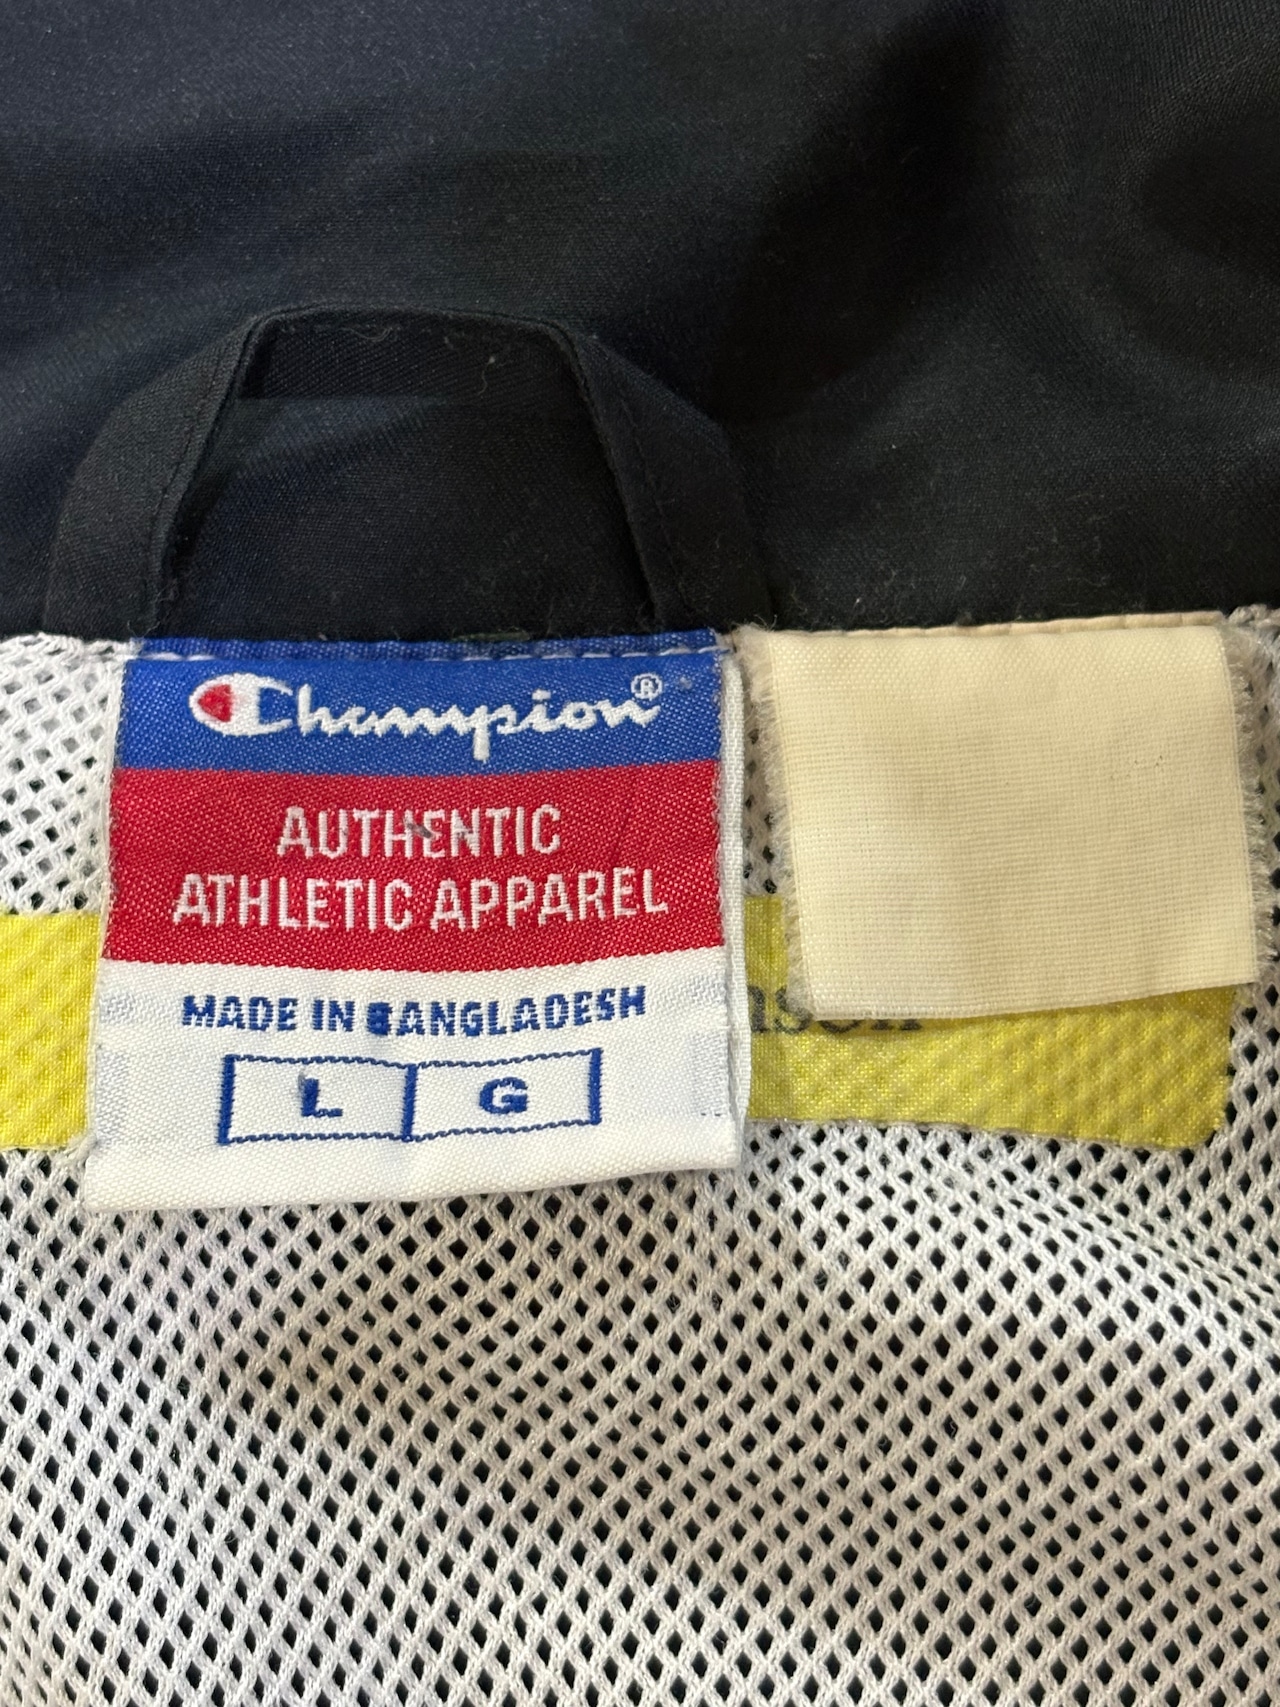 Champion®
AUTHENTIC
ATHLETIC APPAREL
MADE IN BANGLADESH
L G